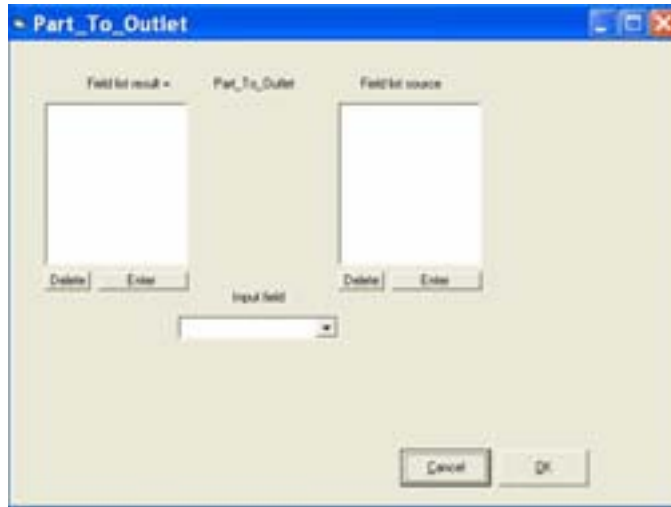 Part_To_Outlet
Field list result = Part_To_Outlet Field list source
Delete Enter Delete Enter
Input field
Cancel OK